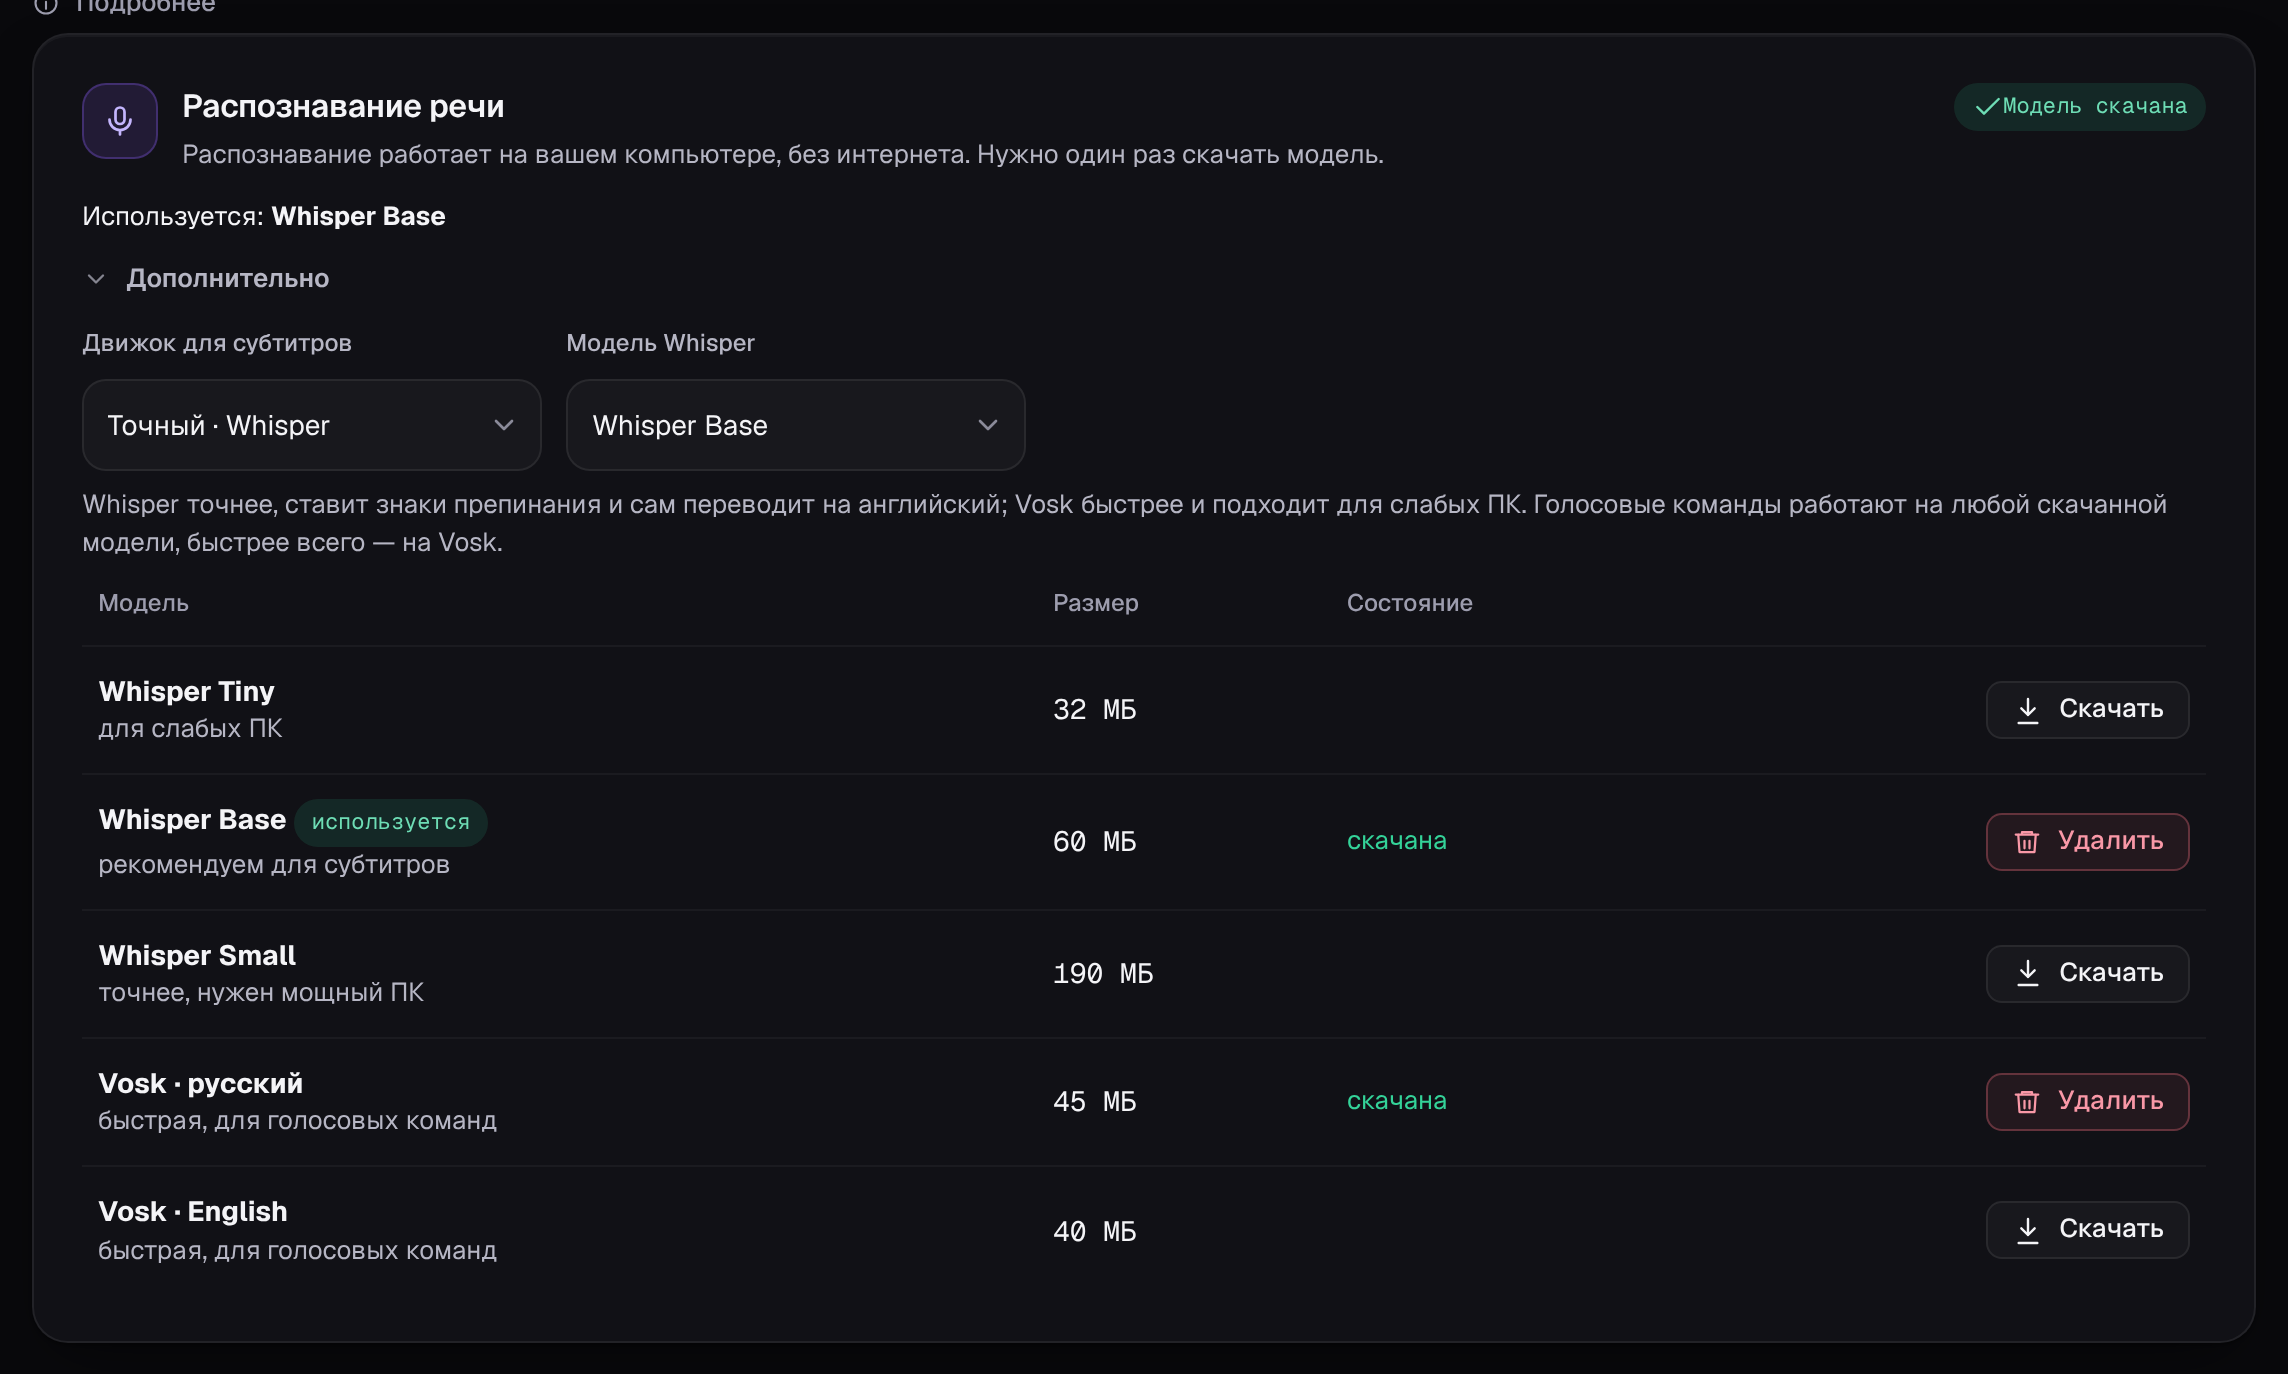 Подробнее
Распознавание речи
Модель скачана
Распознавание работает на вашем компьютере, без интернета. Нужно один раз скачать модель.
Используется: Whisper Base
Дополнительно
Движок для субтитров Модель Whisper
Точный · Whisper Whisper Base
Whisper точнее, ставит знаки препинания и сам переводит на английский; Vosk быстрее и подходит для слабых ПК. Голосовые команды работают на любой скачанной
модели, быстрее всего — на Vosk.
Модель Размер Состояние
Whisper Tiny
для слабых ПК
32 МБ
Скачать
Whisper Base используется
рекомендуем для субтитров
60 МБ
скачана
Удалить
Whisper Small
точнее, нужен мощный ПК
190 МБ
Скачать
Vosk · русский
быстрая, для голосовых команд
45 МБ
скачана
Удалить
Vosk · English
быстрая, для голосовых команд
40 МБ
Скачать